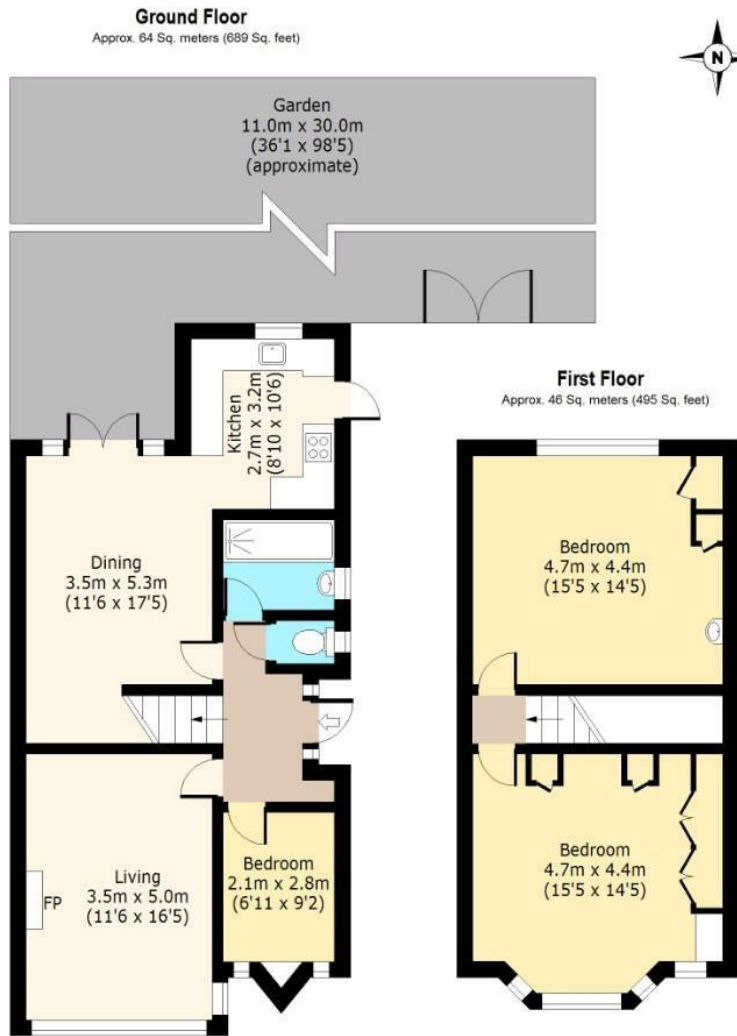 Ground Floor
Approx. 64 Sq. meters (689 Sq. feet)
N
Garden
11.0m x 30.0m
(36'1 x 98'5)
(approximate)
Kitchen
2.7m x 3.2m
(8'10 x 10'6)
Dining
3.5m x 5.3m
(11'6 x 17'5)
Living
3.5m x 5.0m
(11'6 x 16'5)
FP
Bedroom
2.1m x 2.8m
(6'11 x 9'2)
First Floor
Approx. 46 Sq. meters (495 Sq. feet)
Bedroom
4.7m x 4.4m
(15'5 x 14'5)
Bedroom
4.7m x 4.4m
(15'5 x 14'5)